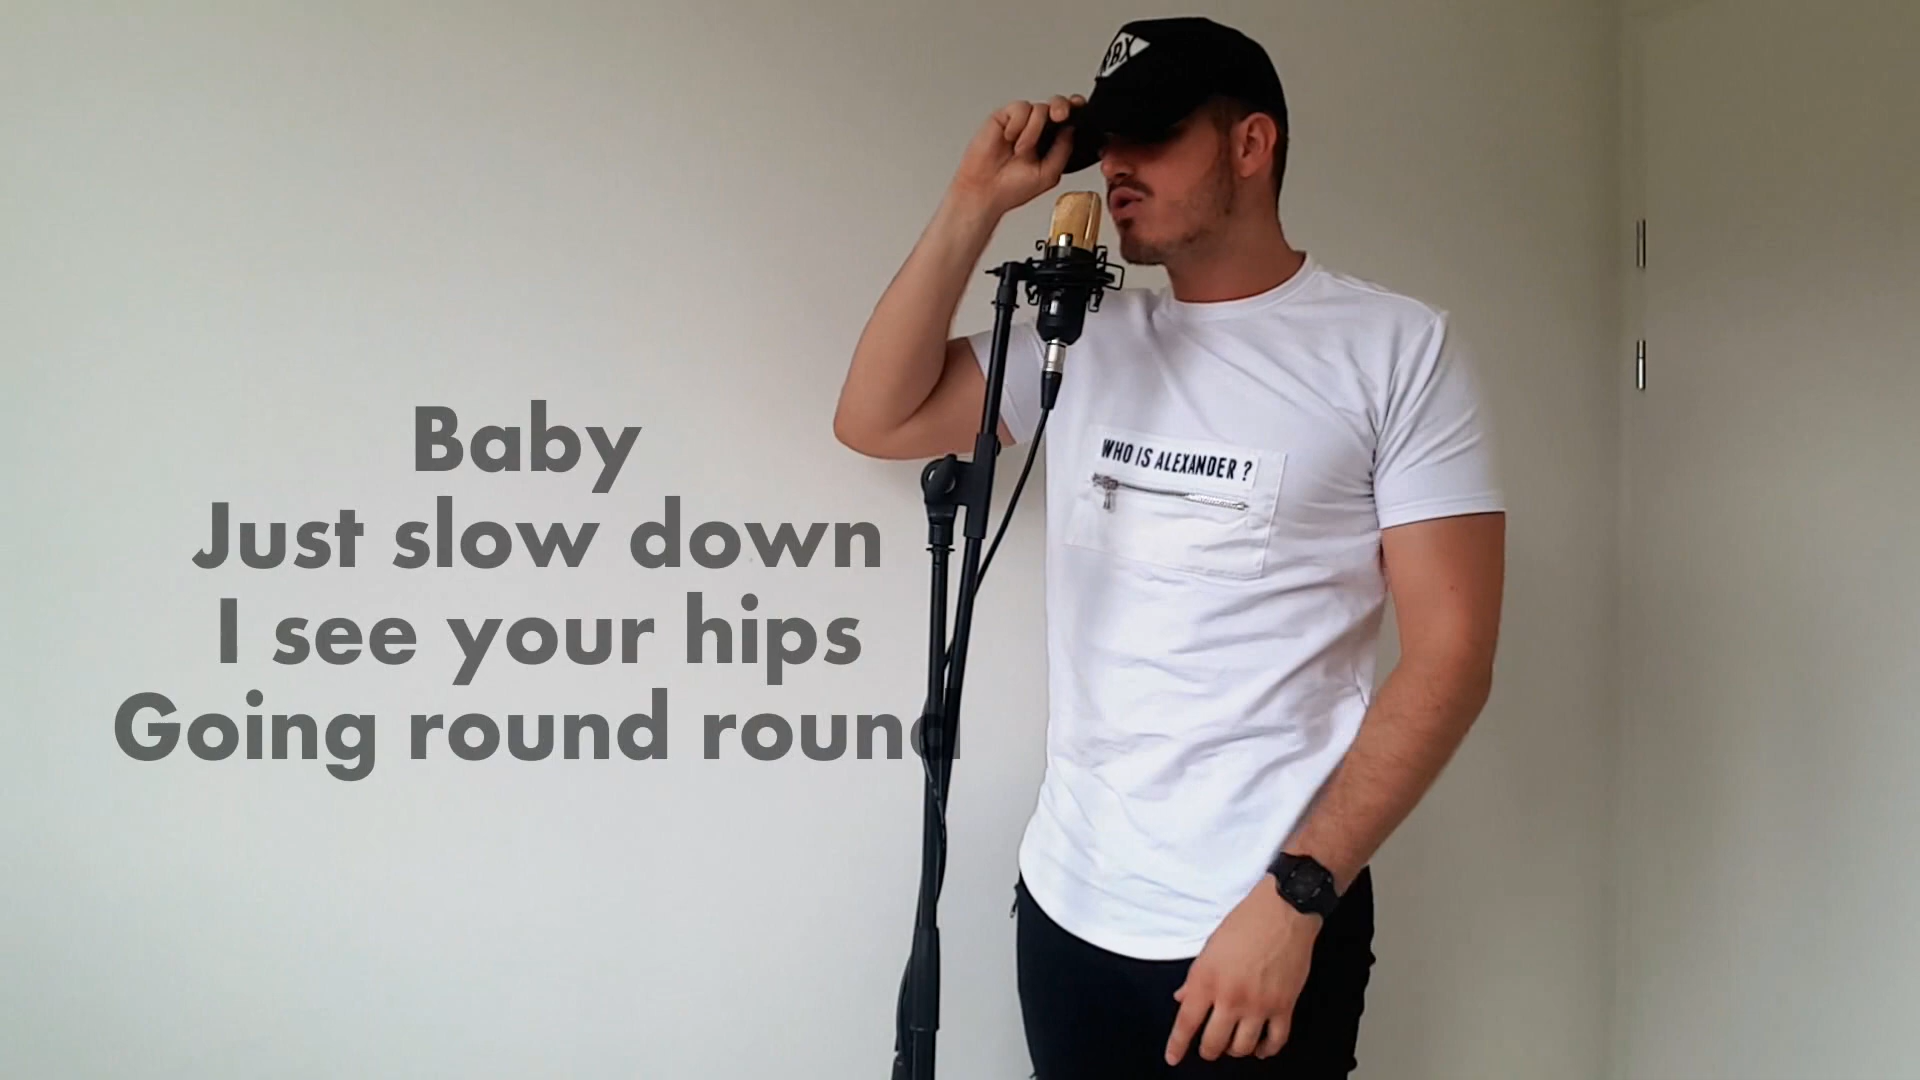 Baby
Just slow down
I see your hips
Going round round
WHO IS ALEXANDER ?